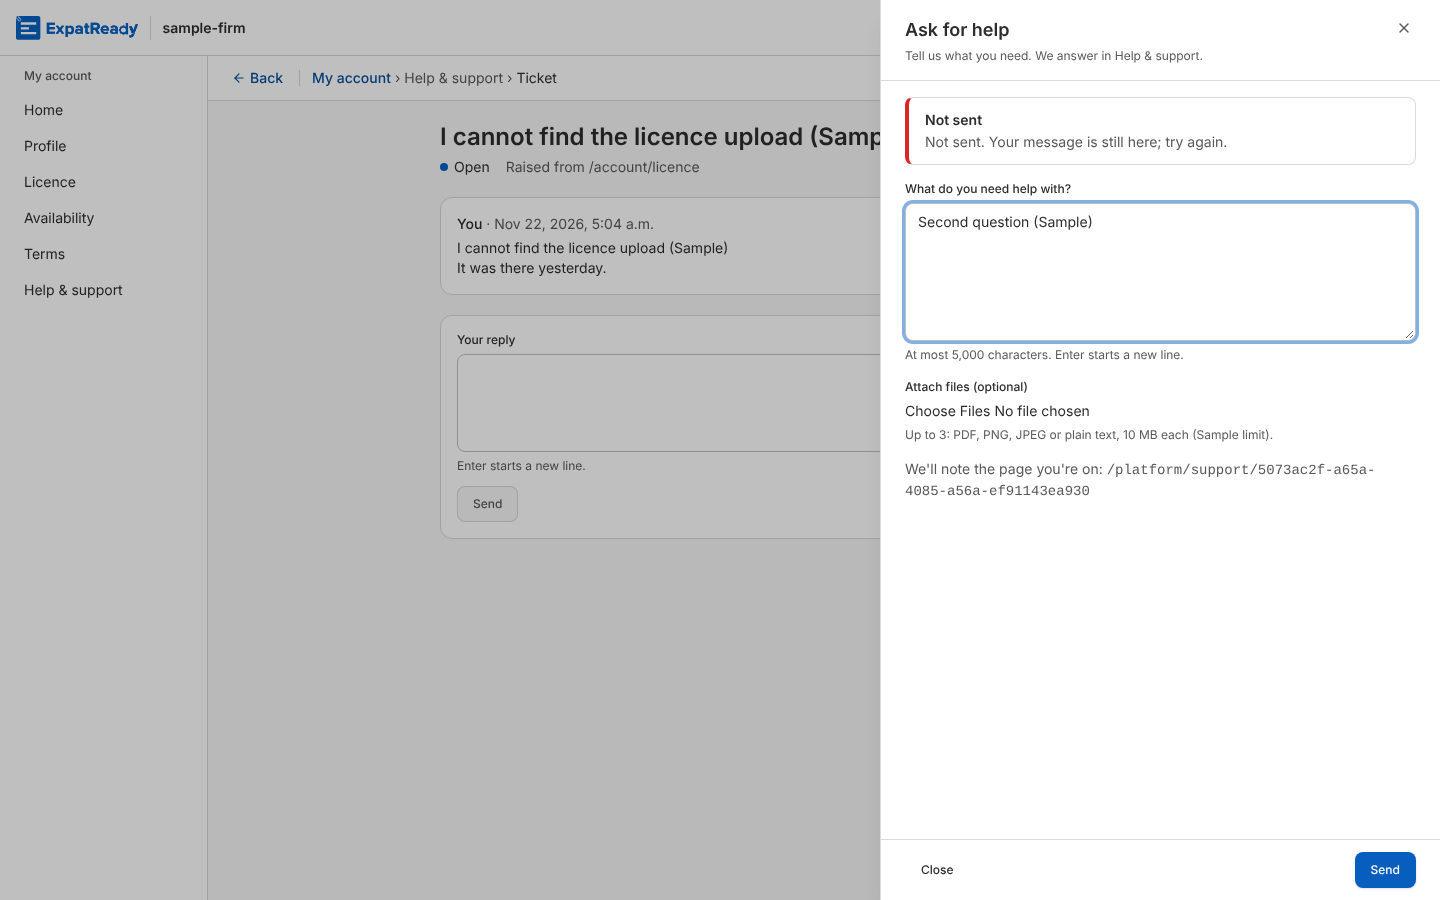 ExpatReady
sample-firm
My account
Home
Profile
Licence
Availability
Terms
Help & support
← Back
My account › Help & support › Ticket
I cannot find the licence upload (Samp
Open
Raised from /account/licence
You · Nov 22, 2026, 5:04 a.m.
I cannot find the licence upload (Sample)
It was there yesterday.
Your reply
Enter starts a new line.
Send
Ask for help
Tell us what you need. We answer in Help & support.
Not sent
Not sent. Your message is still here; try again.
What do you need help with?
Second question (Sample)
At most 5,000 characters. Enter starts a new line.
Attach files (optional)
Choose Files No file chosen
Up to 3: PDF, PNG, JPEG or plain text, 10 MB each (Sample limit).
We'll note the page you're on: /platform/support/5073ac2f-a65a-
4085-a56a-ef91143ea930
Close
Send